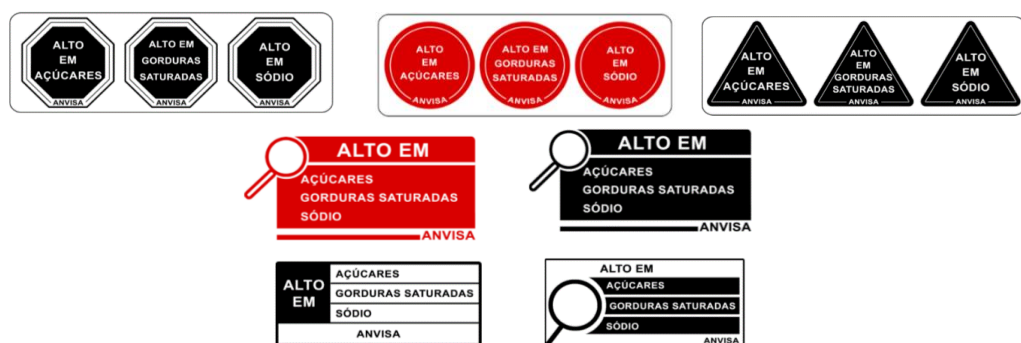 ALTO
EM
AÇÚCARES
ANVISA
ALTO EM
GORDURAS
SATURADAS
ANVISA
ALTO
EM
SÓDIO
ANVISA
ALTO
EM
AÇÚCARES
ANVISA
ALTO EM
GORDURAS
SATURADAS
ANVISA
ALTO
EM
SÓDIO
ANVISA
ALTO
EM
AÇÚCARES
ANVISA
ALTO
EM
GORDURAS
SATURADAS
ANVISA
ALTO
EM
SÓDIO
ANVISA
ALTO EM
AÇÚCARES
GORDURAS SATURADAS
SÓDIO
ANVISA
ALTO EM
AÇÚCARES
GORDURAS SATURADAS
SÓDIO
ANVISA
ALTO
EM
AÇÚCARES
GORDURAS SATURADAS
SÓDIO
ANVISA
ALTO EM
AÇÚCARES
GORDURAS SATURADAS
SÓDIO
ANVISA